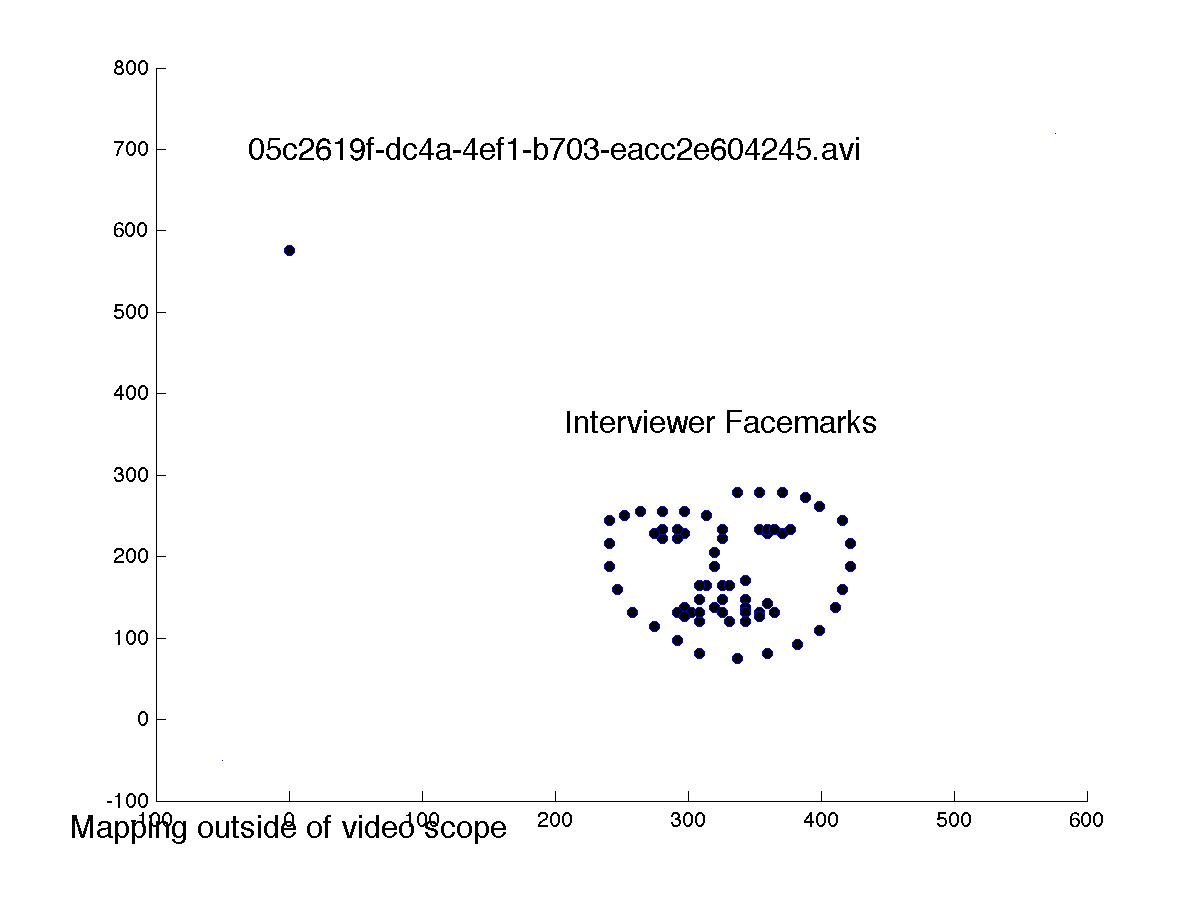 800
700
05c2619f-dc4a-4ef1-b703-eacc2e604245.avi
600
500
400
Interviewer Facemarks
300
200
100
0
-100
-100 0 100 200 300 400 500 600
Mapping outside of video scope